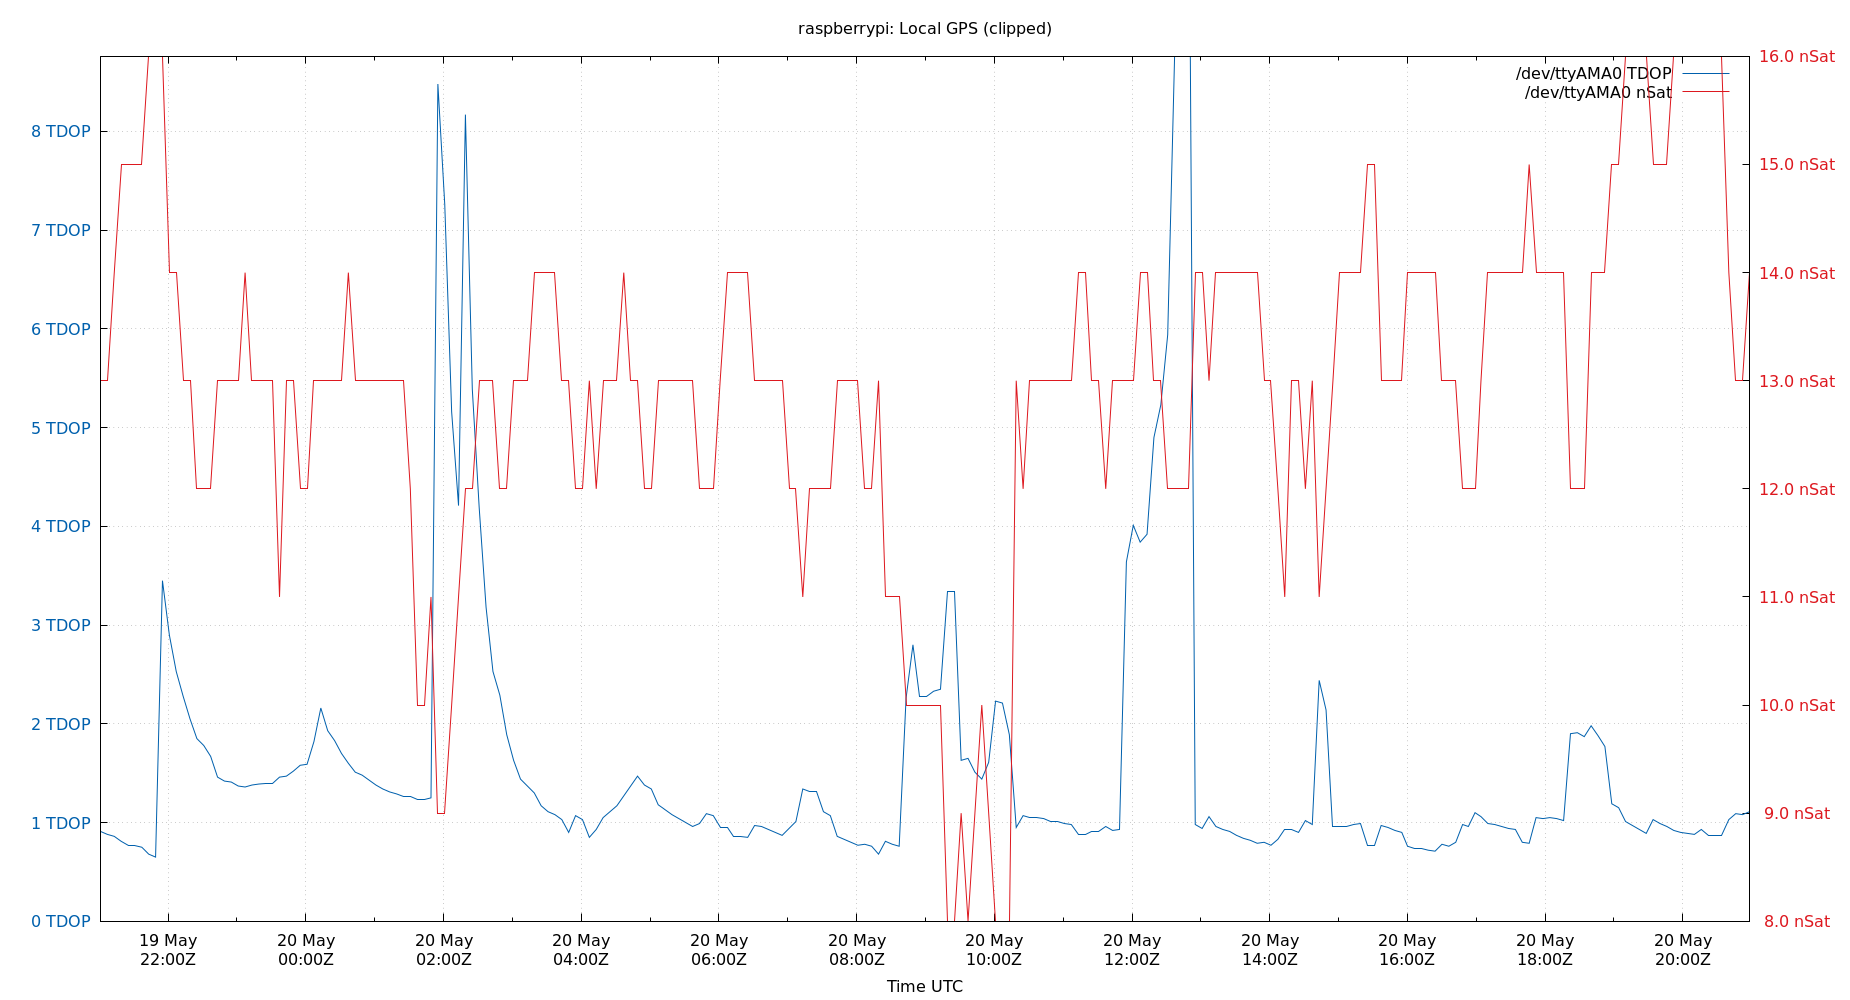 raspberrypi: Local GPS (clipped)
/dev/ttyAMA0 TDOP
/dev/ttyAMA0 nSat
8 TDOP
7 TDOP
6 TDOP
5 TDOP
4 TDOP
3 TDOP
2 TDOP
1 TDOP
0 TDOP
16.0 nSat
15.0 nSat
14.0 nSat
13.0 nSat
12.0 nSat
11.0 nSat
10.0 nSat
9.0 nSat
8.0 nSat
19 May
22:00Z
20 May
00:00Z
20 May
02:00Z
20 May
04:00Z
20 May
06:00Z
20 May
08:00Z
20 May
10:00Z
20 May
12:00Z
20 May
14:00Z
20 May
16:00Z
20 May
18:00Z
20 May
20:00Z
Time UTC